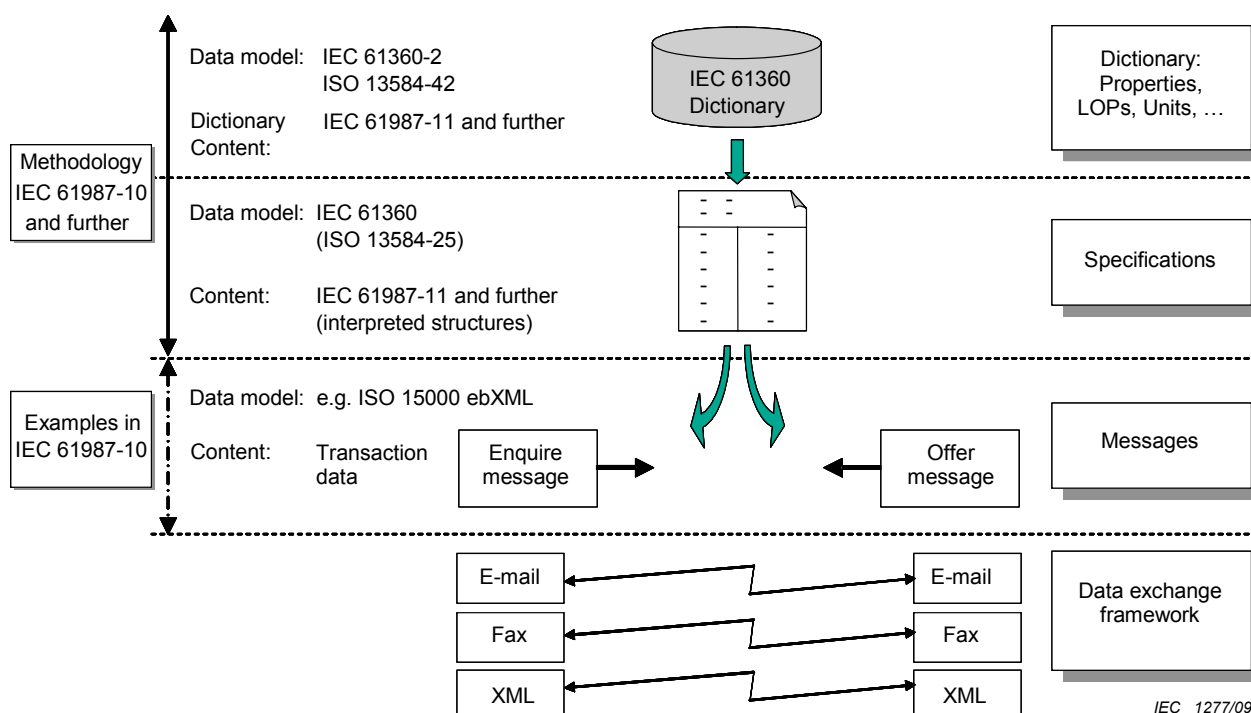 Data model: IEC 61360-2
ISO 13584-42
Dictionary Content: IEC 61987-11 and further
IEC 61360
Dictionary
Dictionary:
Properties,
LOPs, Units, …
Methodology
IEC 61987-10
and further
Data model: IEC 61360
(ISO 13584-25)
Content: IEC 61987-11 and further
(interpreted structures)
Specifications
Examples in
IEC 61987-10
Data model: e.g. ISO 15000 ebXML
Content: Transaction
data
Enquire
message
Offer
message
Messages
E-mail
E-mail
Fax
Fax
XML
XML
Data exchange
framework
IEC 1277/09